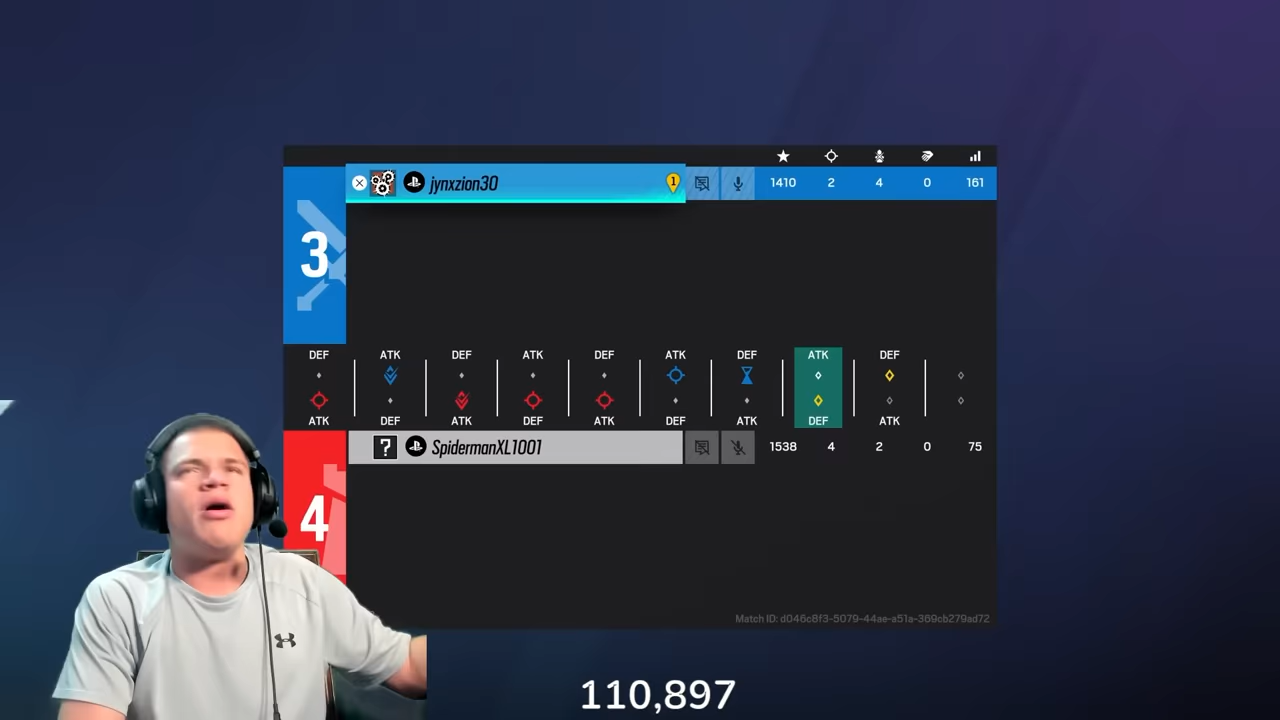 jynxzion30 1 1410 2 4 0 161
3
DEF ATK DEF ATK DEF ATK DEF ATK DEF
ATK DEF ATK DEF ATK DEF ATK DEF ATK
? SpidermanXL1001 1538 4 2 0 75
4
Match ID: d046c8f3-5079-44ae-a51a-369cb279ad72
110,897